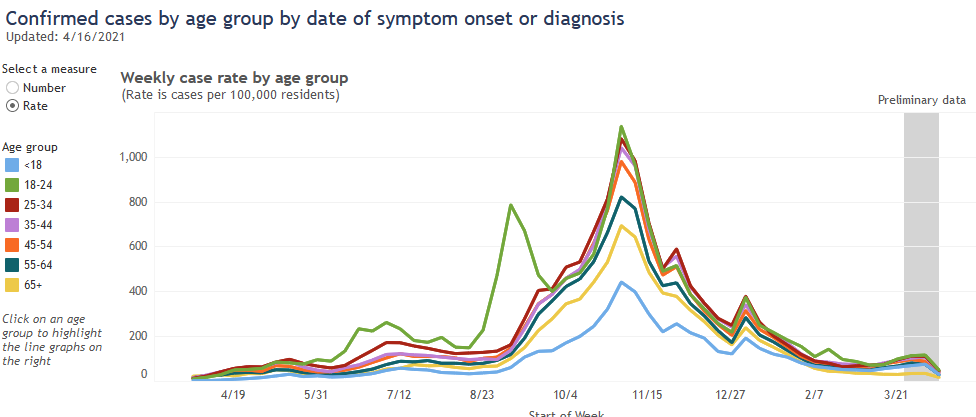 Confirmed cases by age group by date of symptom onset or diagnosis
Updated: 4/16/2021
Select a measure
Number
Rate
Age group
<18
18-24
25-34
35-44
45-54
55-64
65+
Click on an age
group to highlight
the line graphs on
the right
Weekly case rate by age group
(Rate is cases per 100,000 residents)
Preliminary data
1,000
800
600
400
200
0
4/19 5/31 7/12 8/23 10/4 11/15 12/27 2/7 3/21
Start of Week